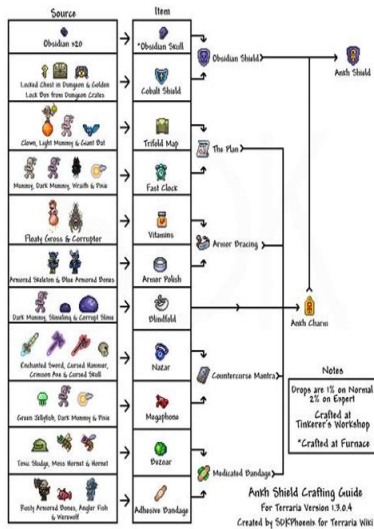 Source
Item
Obsidian x20
*Obsidian Skull
Obsidian Shield
Ankh Shield
Locked Chest in Dungeon & Golden
Lock Box from Dungeon Crates
Cobalt Shield
Clown, Light Mummy & Giant Bat
Trifold Map
The Plan
Mummy, Dark Mummy, Wraith & Pixie
Fast Clock
Floaty Gross & Corruptor
Vitamins
Armor Bracing
Armored Skeleton & Blue Armored Bones
Armor Polish
Dark Mummy, Slimeling & Corrupt Slime
Blindfold
Ankh Charm
Enchanted Sword, Cursed Hammer,
Crimson Axe & Cursed Skull
Nazar
Countercurse Mantra
Green Jellyfish, Dark Mummy & Pixie
Megaphone
Toxic Sludge, Moss Hornet & Hornet
Bezoar
Medicated Bandage
Rusty Armored Bones, Angler
Fish & Werewolf
Adhesive Bandage
Notes
Drops are 1% on Normal
2% on Expert
Crafted at
Tinkerer's Workshop
*Crafted at Furnace
Ankh Shield Crafting Guide
For Terraria Version 1.3.0.4
Created by SDKPhoenix for Terraria Wiki